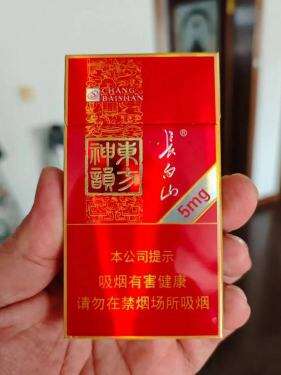 CHANG
BAISHAN
東方
神韻
長白山®
5mg
本公司提示
吸烟有害健康
请勿在禁烟场所吸烟